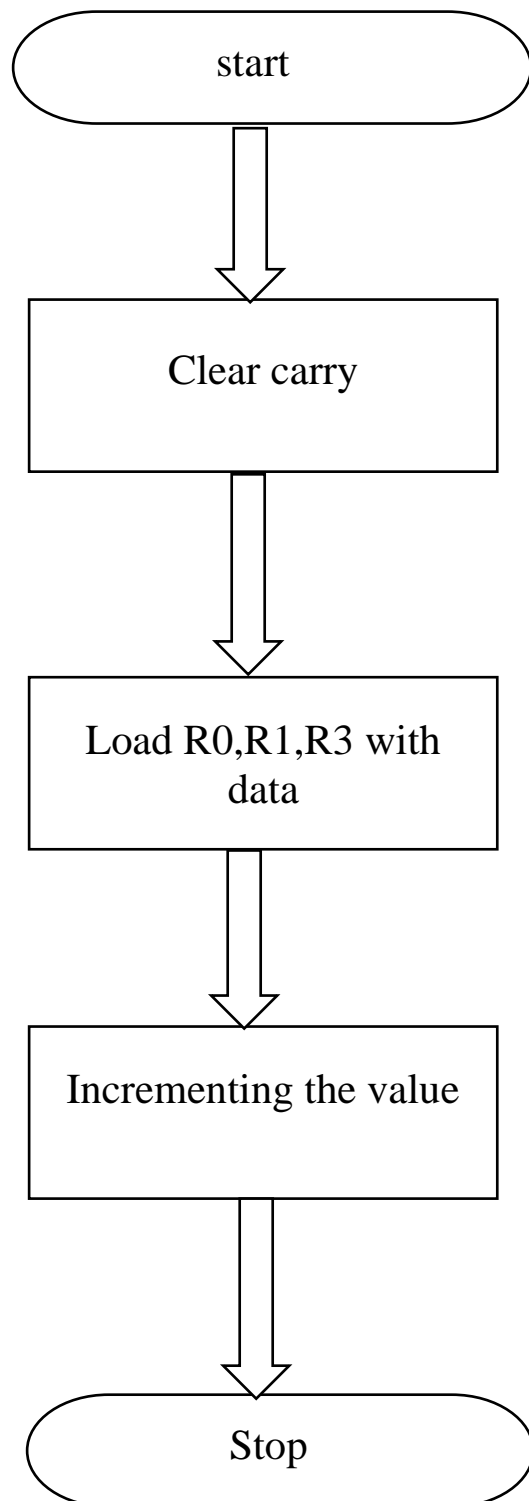 start
Clear carry
Load R0,R1,R3 with
data
Incrementing the value
Stop